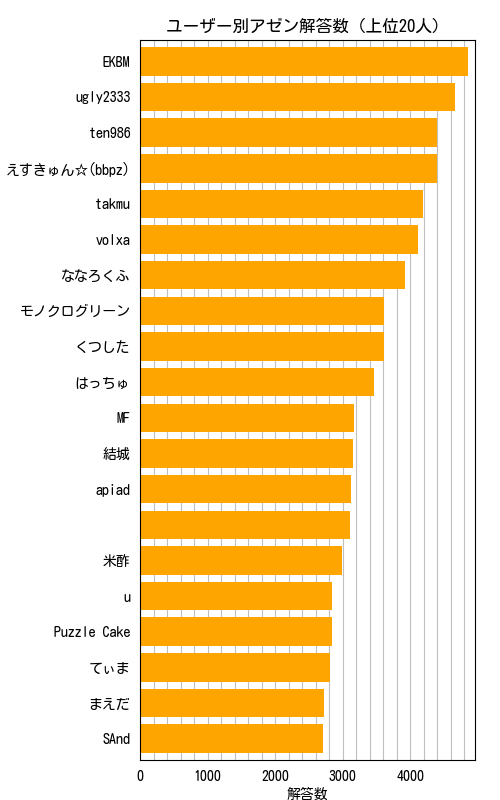 ユーザー別アゼン解答数 (上位20人)
EKBM
ugly2333
ten986
えすきゅん☆(bbpz)
takmu
volxa
ななろくふ
モノクログリーン
くつした
はっちゅ
MF
結城
apiad
米酢
u
Puzzle Cake
てぃま
まえだ
SAnd
0 1000 2000 3000 4000
解答数